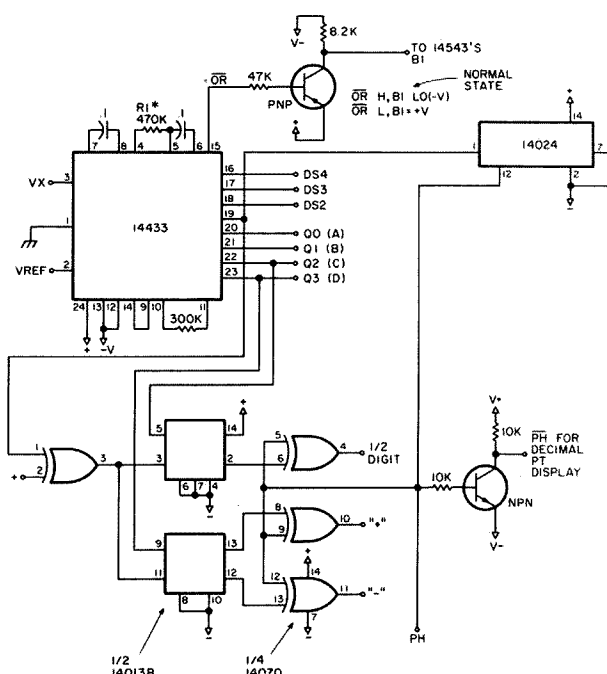 V-
8.2K
TO 14543'S
B1
OR
47K
PNP
NORMAL
STATE
OR H, B1 LO(-V)
OR L, B1=+V
+
.1
R1*
470K
.1
+
14
7
8
4
5
6
15
1
14024
7
12
2
-
VX
3
16
DS4
17
DS3
18
DS2
19
1
14433
20
Q0 (A)
21
Q1 (B)
22
Q2 (C)
VREF
2
23
Q3 (D)
24
13
12
14
9
10
11
300K
+
-V
+
V+
10K
5
14
5
4
1/2
DIGIT
1
3
3
2
6
+
2
6
7
4
-
PH FOR
DECIMAL
PT
DISPLAY
10K
NPN
V-
9
13
8
10
"+"
9
11
12
+
14
12
11
"-"
13
7
8
10
-
-
PH
1/2
14013B
1/4
14070